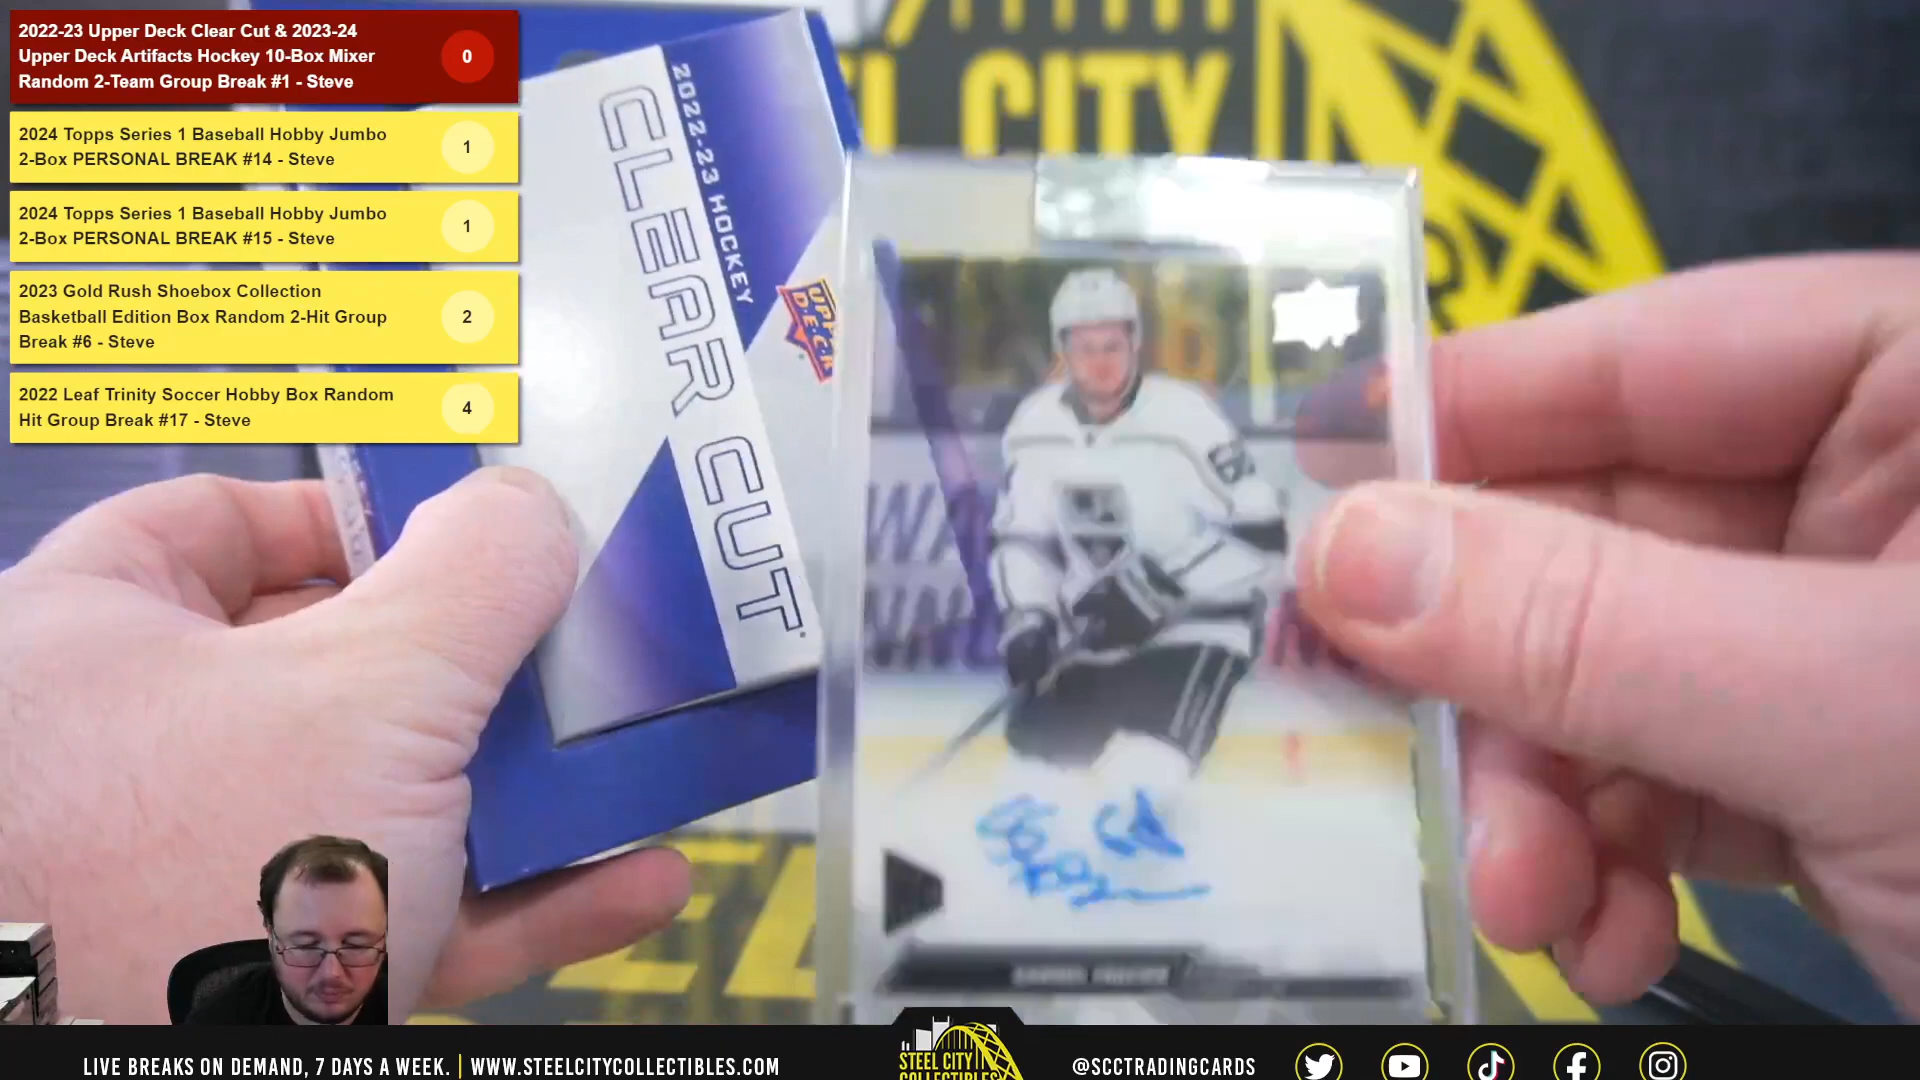 2022-23 Upper Deck Clear Cut & 2023-24
Upper Deck Artifacts Hockey 10-Box Mixer
Random 2-Team Group Break #1 - Steve
0
2024 Topps Series 1 Baseball Hobby Jumbo
2-Box PERSONAL BREAK #14 - Steve
1
2024 Topps Series 1 Baseball Hobby Jumbo
2-Box PERSONAL BREAK #15 - Steve
1
2023 Gold Rush Shoebox Collection
Basketball Edition Box Random 2-Hit Group
Break #6 - Steve
2
2022 Leaf Trinity Soccer Hobby Box Random
Hit Group Break #17 - Steve
4
2022-23 HOCKEY
CLEAR CUT
UPPER DECK
CITY
LIVE BREAKS ON DEMAND, 7 DAYS A WEEK. | WWW.STEELCITYCOLLECTIBLES.COM
STEEL CITY
COLLECTIBLES
@SCCTRADINGCARDS